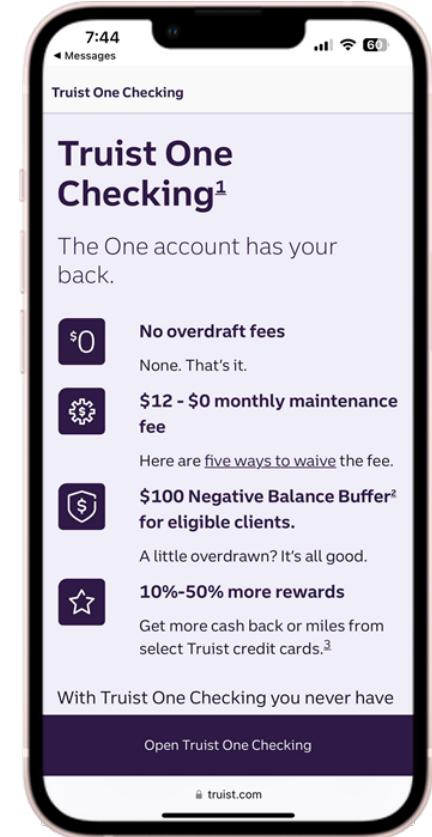 7:44
◀ Messages
60
Truist One Checking
Truist One
Checking1
The One account has your
back.
$0
No overdraft fees
None. That's it.
$
$12 - $0 monthly maintenance
fee
Here are five ways to waive the fee.
$
$100 Negative Balance Buffer2
for eligible clients.
A little overdrawn? It's all good.
10%-50% more rewards
Get more cash back or miles from
select Truist credit cards.3
With Truist One Checking you never have
Open Truist One Checking
truist.com